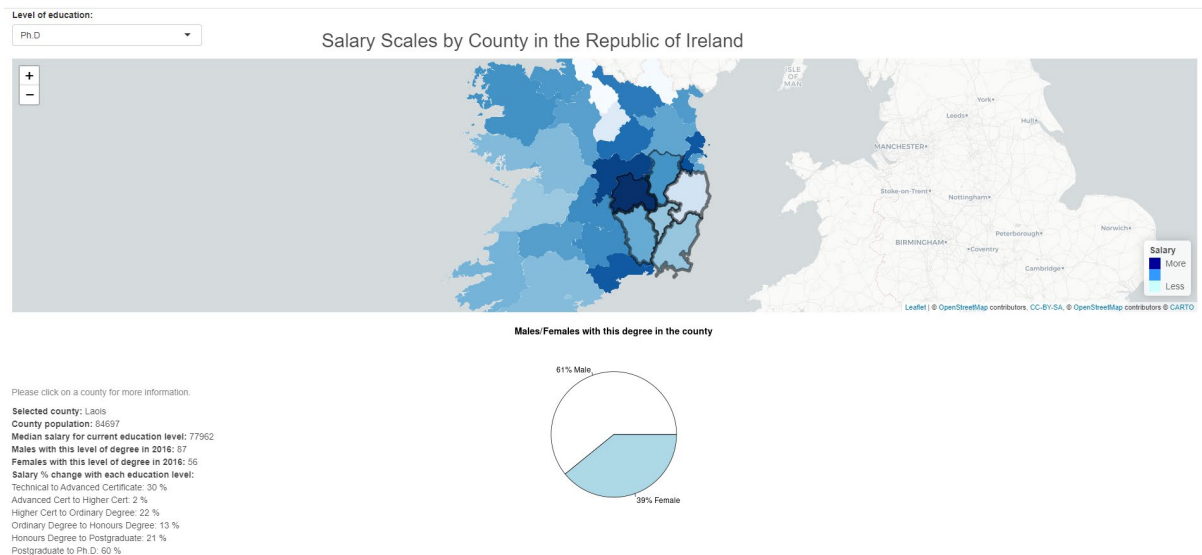 Level of education:
Ph.D
Salary Scales by County in the Republic of Ireland
+
−
ISLE
OF
MAN
York
Leeds
Hull
MANCHESTER
Stoke-on-Trent
Nottingham
Norwich
Peterborough
BIRMINGHAM
Coventry
Cambridge
Salary
More
Less
Leaflet | © OpenStreetMap contributors, CC-BY-SA, © OpenStreetMap contributors © CARTO
Males/Females with this degree in the county
61% Male
39% Female
Please click on a county for more information.
Selected county: Laois
County population: 84697
Median salary for current education level: 77962
Males with this level of degree in 2016: 87
Females with this level of degree in 2016: 56
Salary % change with each education level:
Technical to Advanced Certificate: 30 %
Advanced Cert to Higher Cert: 2 %
Higher Cert to Ordinary Degree: 22 %
Ordinary Degree to Honours Degree: 13 %
Honours Degree to Postgraduate: 21 %
Postgraduate to Ph.D: 60 %